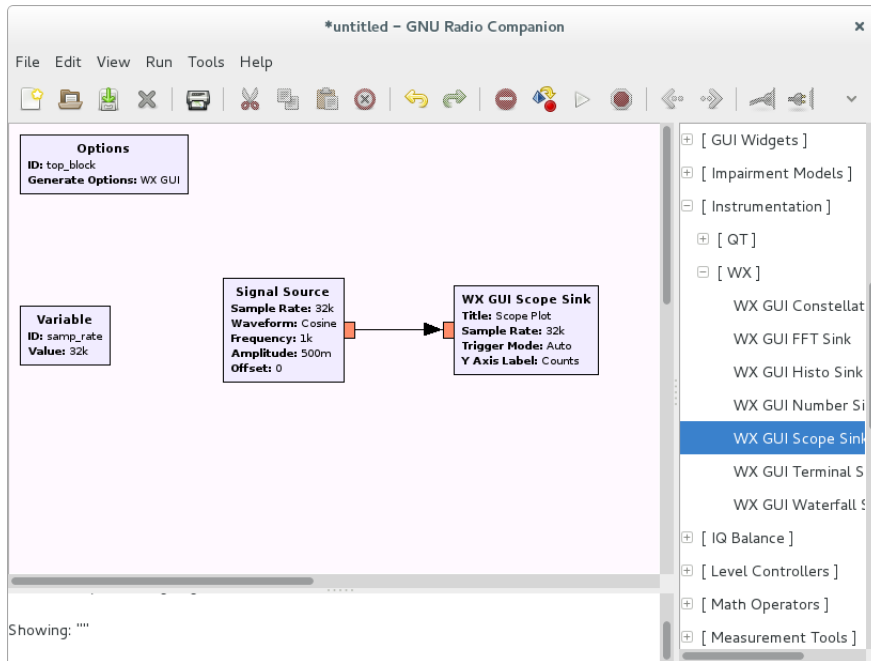 *untitled – GNU Radio Companion
File Edit View Run Tools Help
Options
ID: top_block
Generate Options: WX GUI
Variable
ID: samp_rate
Value: 32k
Signal Source
Sample Rate: 32k
Waveform: Cosine
Frequency: 1k
Amplitude: 500m
Offset: 0
WX GUI Scope Sink
Title: Scope Plot
Sample Rate: 32k
Trigger Mode: Auto
Y Axis Label: Counts
[ GUI Widgets ]
[ Impairment Models ]
[ Instrumentation ]
[ QT ]
[ WX ]
WX GUI Constellat
WX GUI FFT Sink
WX GUI Histo Sink
WX GUI Number Si
WX GUI Scope Sink
WX GUI Terminal S
WX GUI Waterfall S
[ IQ Balance ]
[ Level Controllers ]
[ Math Operators ]
[ Measurement Tools ]
Showing: ""